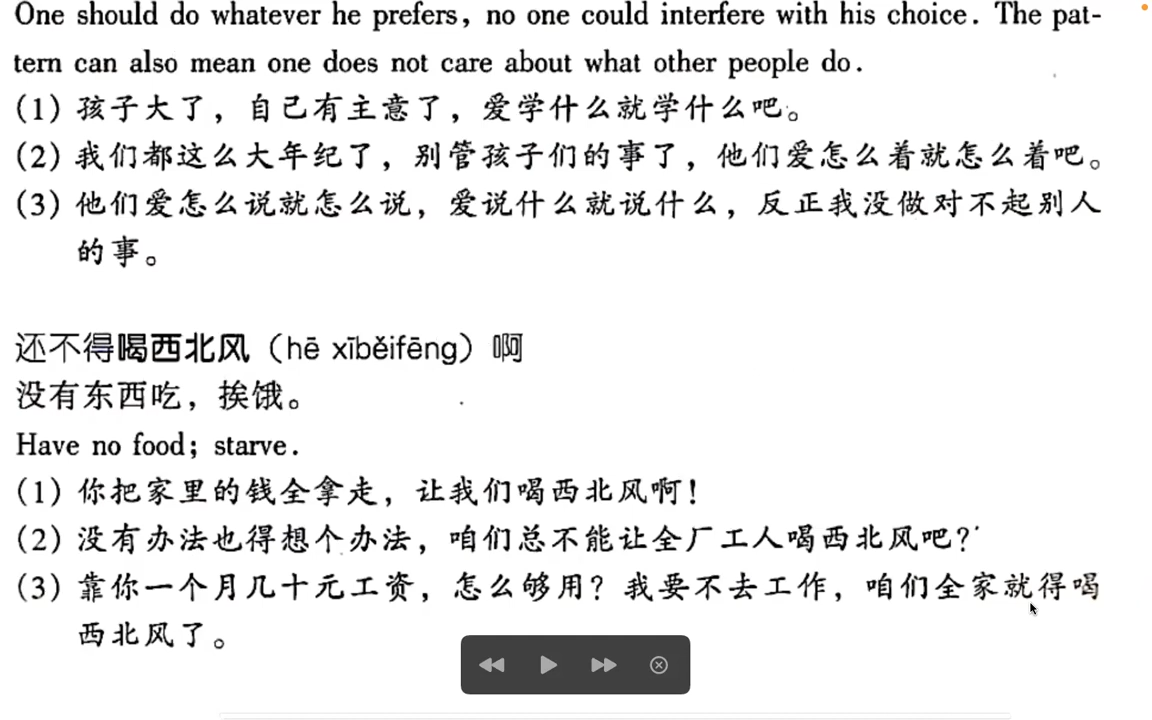 One should do whatever he prefers, no one could interfere with his choice. The pat-
tern can also mean one does not care about what other people do.
(1) 孩子大了，自己有主意了，爱学什么就学什么吧。
(2) 我们都这么大年纪了，别管孩子们的事了，他们爱怎么着就怎么着吧。
(3) 他们爱怎么说就怎么说，爱说什么就说什么，反正我没做对不起别人
的事。
还不得喝西北风（hē xīběifēng）啊
没有东西吃，挨饿。
Have no food; starve.
(1) 你把家里的钱全拿走，让我们喝西北风啊！
(2) 没有办法也得想个办法，咱们总不能让全厂工人喝西北风吧？
(3) 靠你一个月几十元工资，怎么够用？我要不去工作，咱们全家就得喝
西北风了。